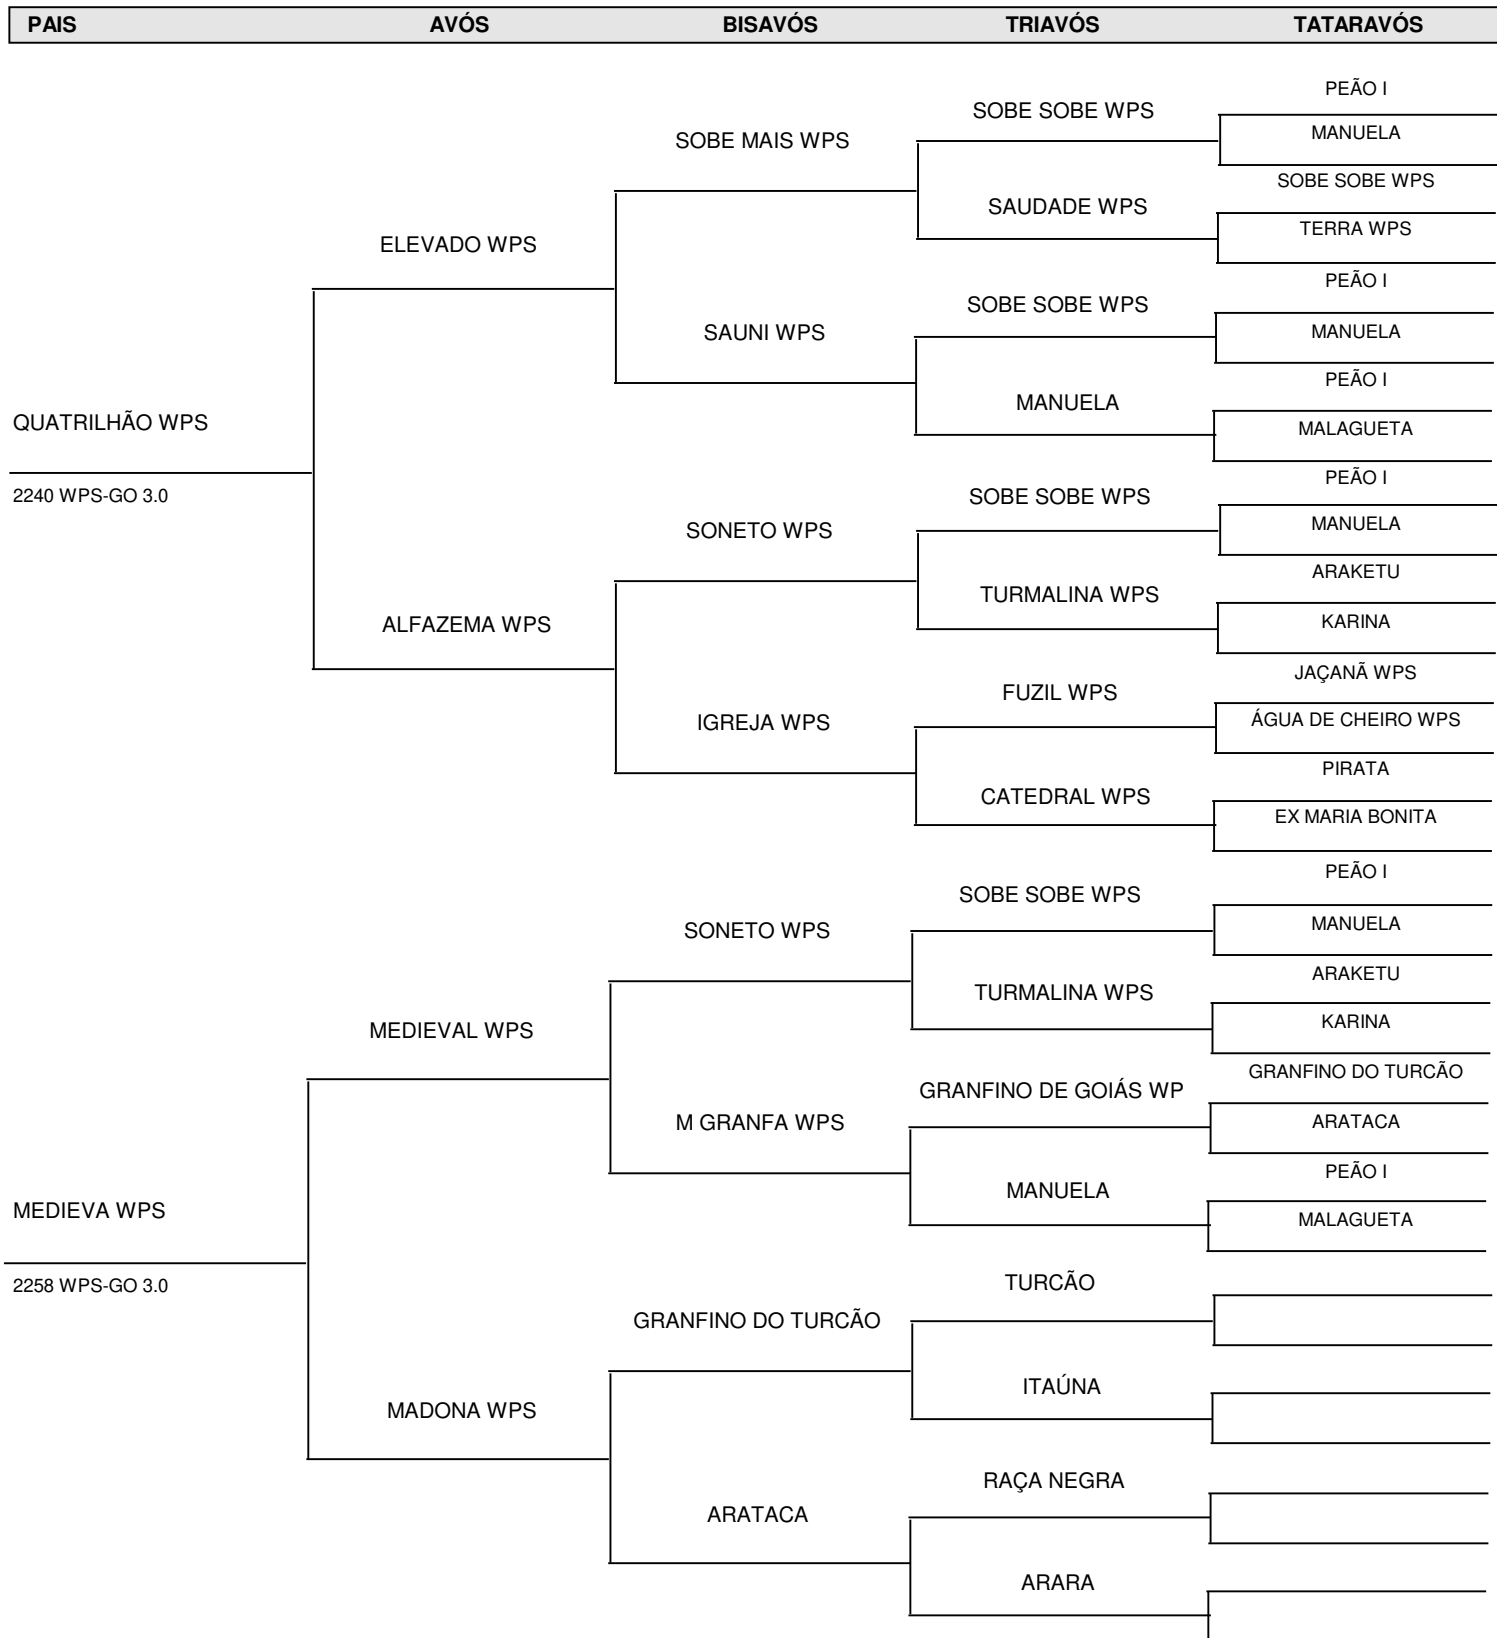 PAIS AVÓS BISAVÓS TRIAVÓS TATARAVÓS
PEÃO I
SOBE SOBE WPS
MANUELA
SOBE MAIS WPS
SOBE SOBE WPS
SAUDADE WPS
TERRA WPS
ELEVADO WPS
PEÃO I
SOBE SOBE WPS
SAUNI WPS
MANUELA
PEÃO I
MANUELA
QUATRILHÃO WPS
MALAGUETA
PEÃO I
2240 WPS-GO 3.0
SOBE SOBE WPS
MANUELA
SONETO WPS
ARAKETU
TURMALINA WPS
KARINA
ALFAZEMA WPS
JAÇANÃ WPS
FUZIL WPS
ÁGUA DE CHEIRO WPS
IGREJA WPS
PIRATA
CATEDRAL WPS
EX MARIA BONITA
PEÃO I
SOBE SOBE WPS
MANUELA
SONETO WPS
ARAKETU
TURMALINA WPS
KARINA
MEDIEVAL WPS
GRANFINO DO TURCÃO
GRANFINO DE GOIÁS WP
M GRANFA WPS
ARATACA
PEÃO I
MANUELA
MEDIEVA WPS
MALAGUETA
2258 WPS-GO 3.0
TURCÃO
GRANFINO DO TURCÃO
ITAÚNA
MADONA WPS
RAÇA NEGRA
ARATACA
ARARA